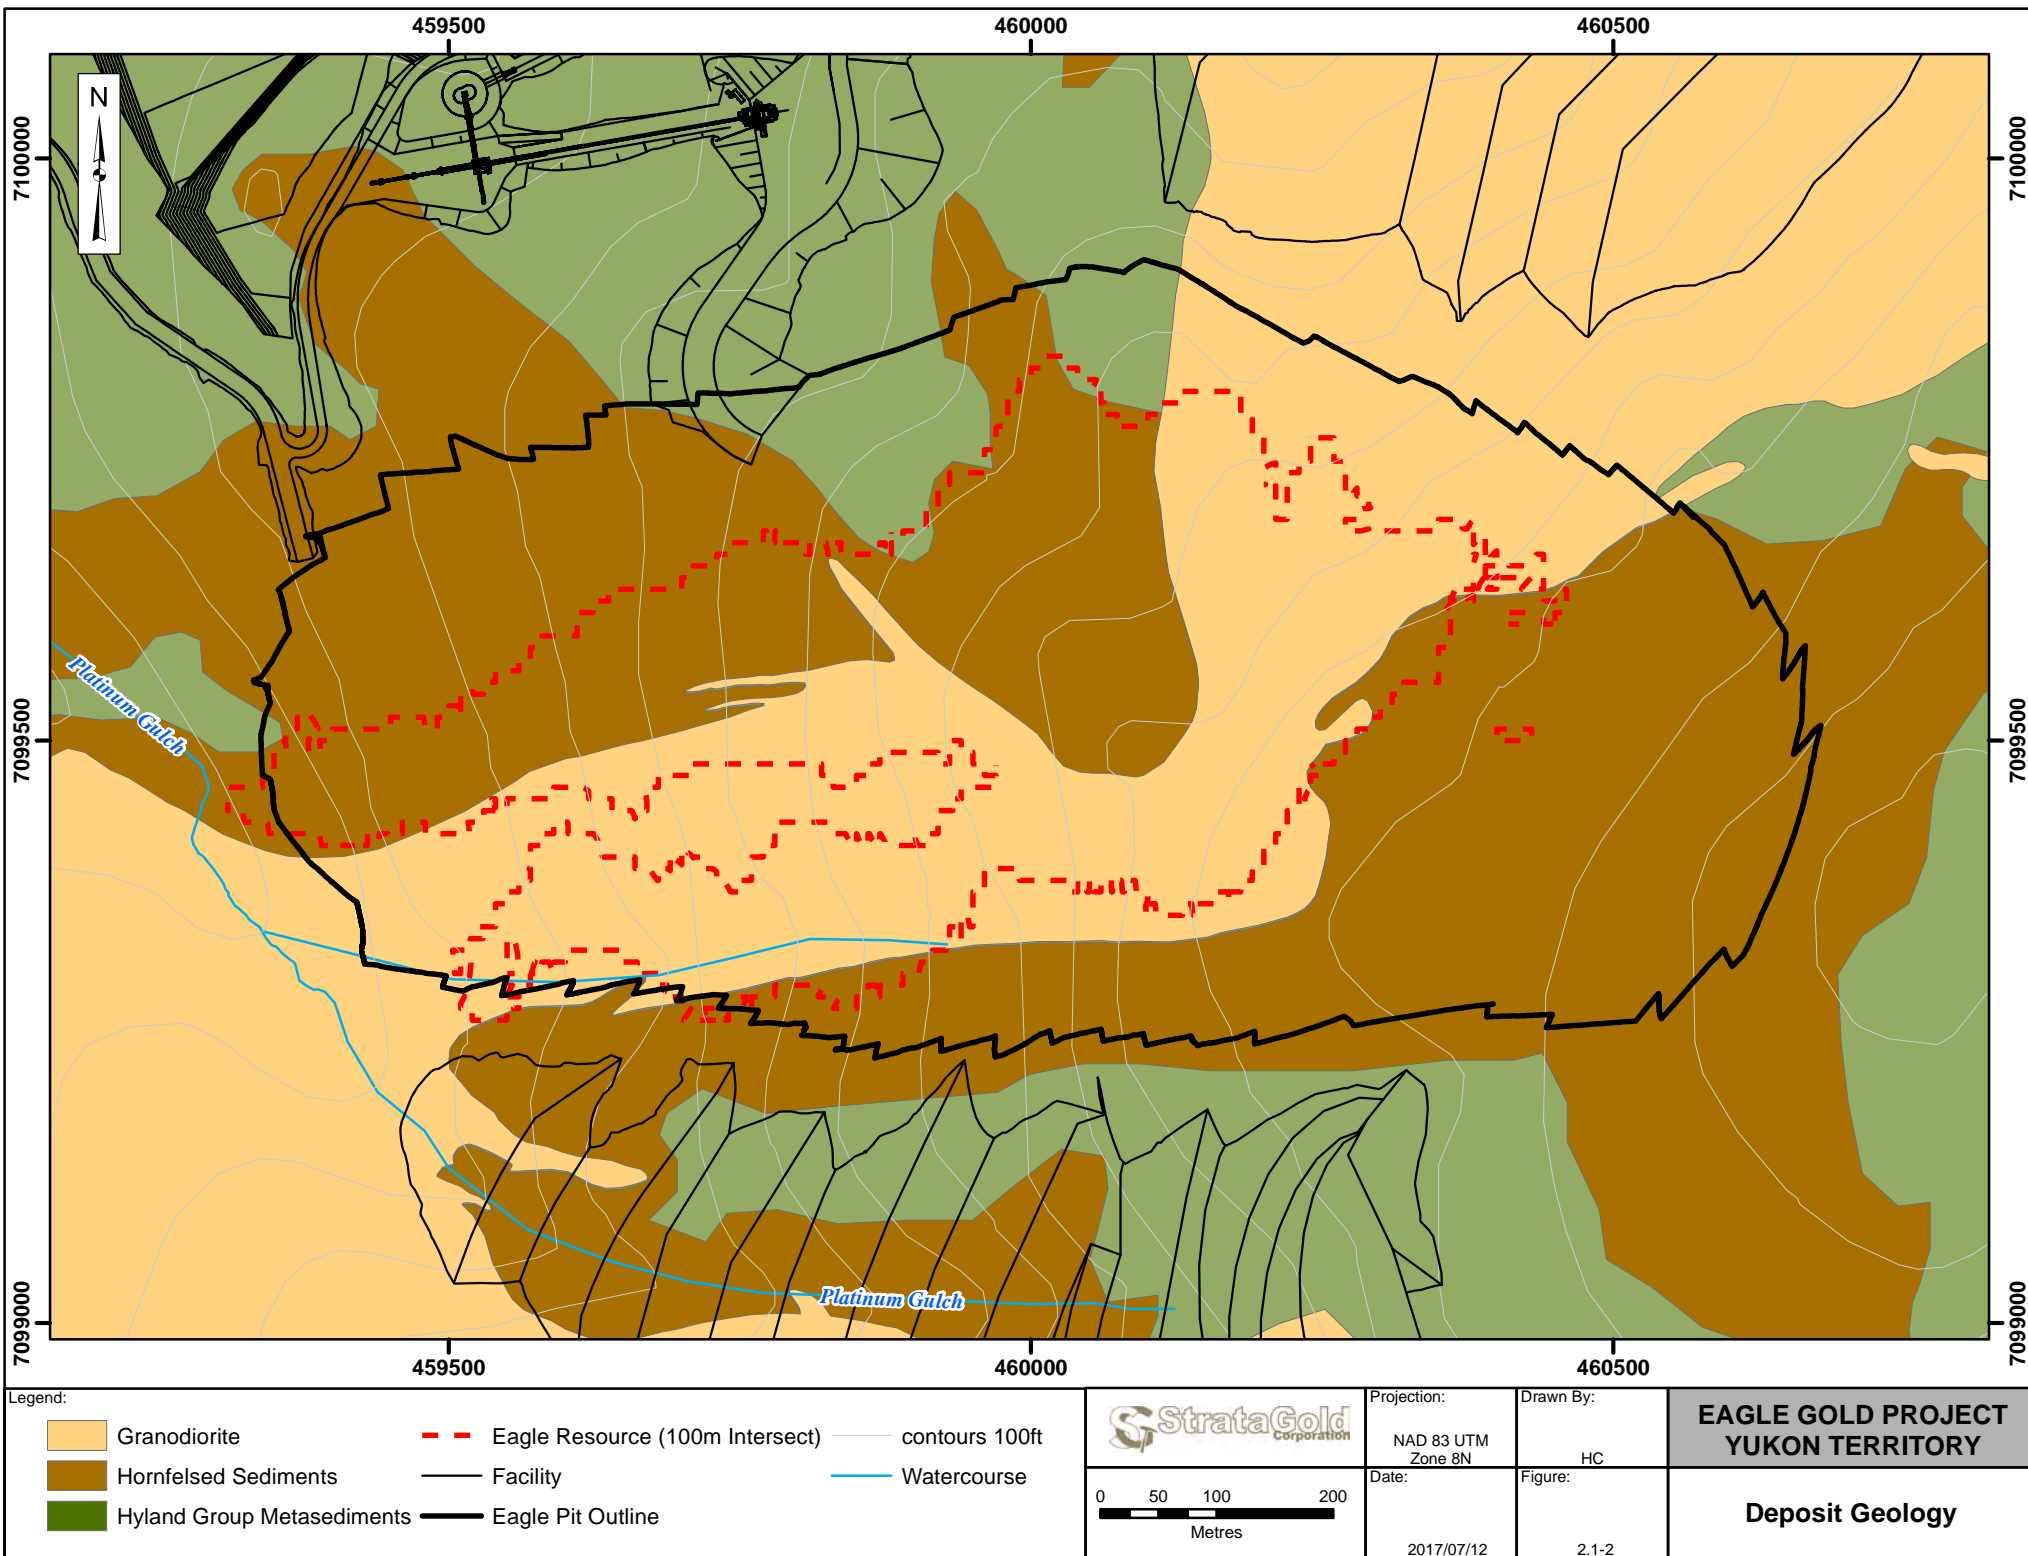 459500
460000
460500
N
7100000
7100000
Platinum Gulch
7099500
7099500
Platinum Gulch
7099000
7099000
459500
460000
460500
Legend:
Granodiorite
Hornfelsed Sediments
Hyland Group Metasediments
Eagle Resource (100m Intersect)
Facility
Eagle Pit Outline
contours 100ft
Watercourse
StrataGold
Corporation
0 50 100 200
Metres
Projection:
NAD 83 UTM
Zone 8N
Drawn By:
HC
Date:
2017/07/12
Figure:
2.1-2
EAGLE GOLD PROJECT
YUKON TERRITORY
Deposit Geology